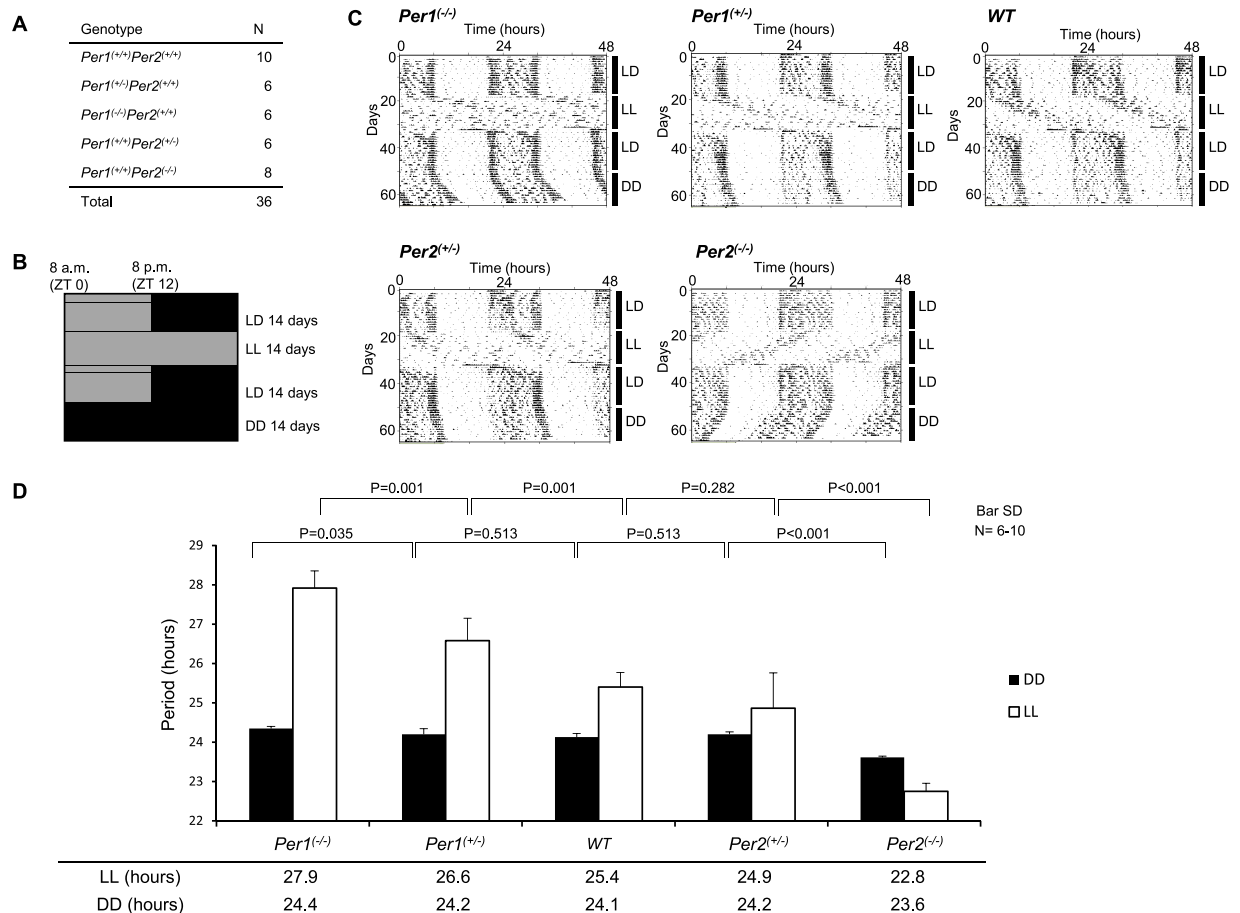 A
Genotype N
Per1(+/+)Per2(+/+) 10
Per1(+/-)Per2(+/+) 6
Per1(-/-)Per2(+/+) 6
Per1(+/+)Per2(+/-) 6
Per1(+/+)Per2(-/-) 8
Total 36
B
8 a.m. 8 p.m.
(ZT 0) (ZT 12)
LD 14 days
LL 14 days
LD 14 days
DD 14 days
C
Per1(-/-)
Time (hours)
0 24 48
Days
0
20
40
60
LD
LL
LD
DD
Per1(+/-)
Time (hours)
0 24 48
Days
0
20
40
60
LD
LL
LD
DD
WT
Time (hours)
0 24 48
Days
0
20
40
60
LD
LL
LD
DD
Per2(+/-)
Time (hours)
0 24 48
Days
0
20
40
60
LD
LL
LD
DD
Per2(-/-)
Time (hours)
0 24 48
Days
0
20
40
60
LD
LL
LD
DD
D
P=0.001 P=0.001 P=0.282 P<0.001
P=0.035 P=0.513 P=0.513 P<0.001
Bar SD
N= 6-10
Period (hours)
29
28
27
26
25
24
23
22
DD
LL
Per1(-/-) Per1(+/-) WT Per2(+/-) Per2(-/-)
LL (hours) 27.9 26.6 25.4 24.9 22.8
DD (hours) 24.4 24.2 24.1 24.2 23.6